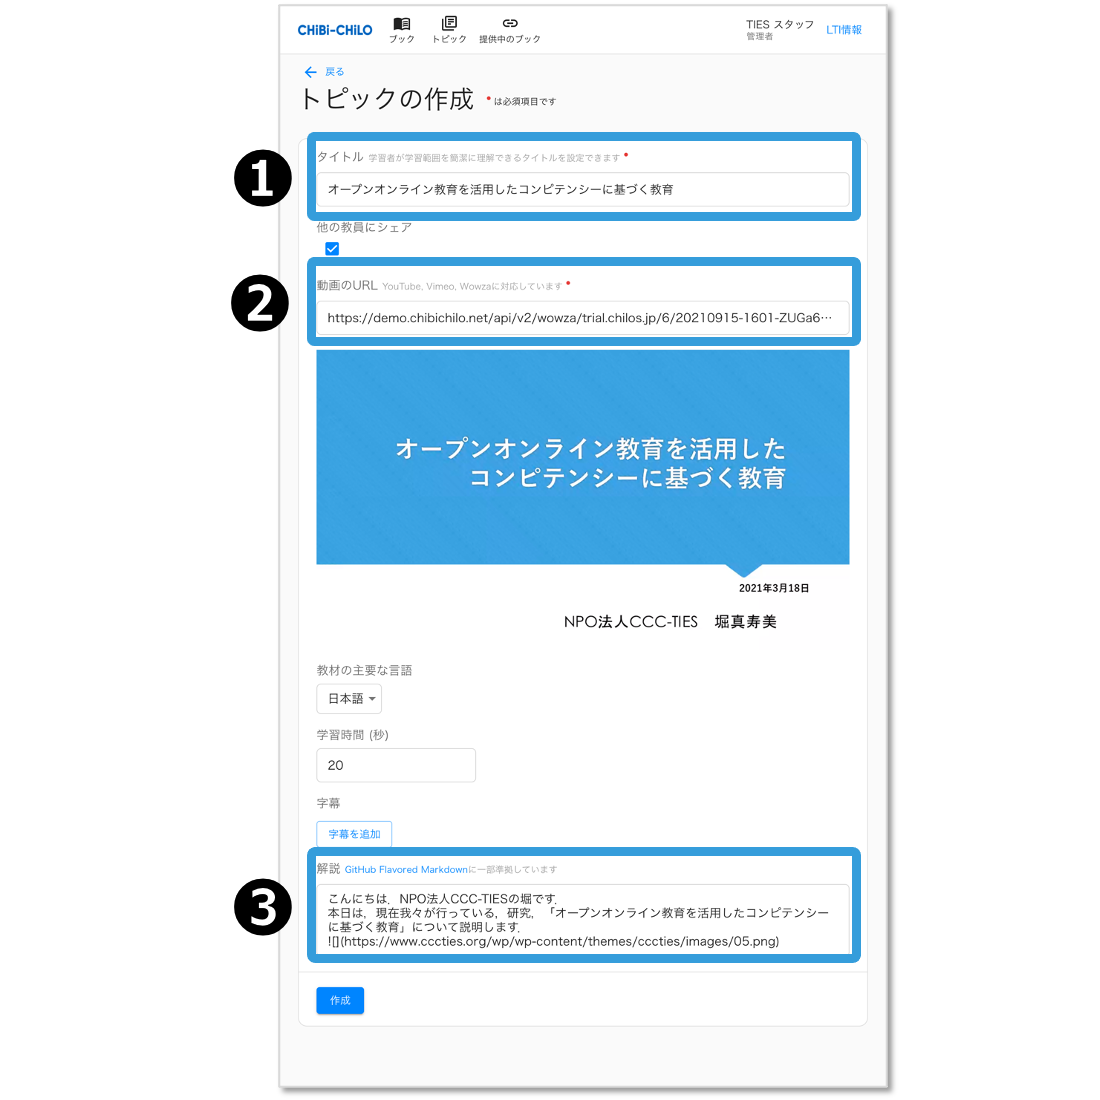 CHiBi-CHiLO
ブック
トピック
提供中のブック
TIES スタッフ
管理者
LTI情報
戻る
トピックの作成 * は必須項目です
1
タイトル 学習者が学習範囲を簡潔に理解できるタイトルを設定できます *
オープンオンライン教育を活用したコンピテンシーに基づく教育
他の教員にシェア
2
動画のURL YouTube, Vimeo, Wowzaに対応しています *
https://demo.chibichilo.net/api/v2/wowza/trial.chilos.jp/6/20210915-1601-ZUGa6…
オープンオンライン教育を活用した
コンピテンシーに基づく教育
2021年3月18日
NPO法人CCC-TIES 堀真寿美
教材の主要な言語
日本語
学習時間 (秒)
20
字幕
字幕を追加
3
解説 GitHub Flavored Markdownに一部準拠しています
こんにちは，NPO法人CCC-TIESの堀です．
本日は，現在我々が行っている，研究，「オープンオンライン教育を活用したコンピテンシー
に基づく教育」について説明します．
![](https://www.cccties.org/wp/wp-content/themes/cccties/images/05.png)
作成